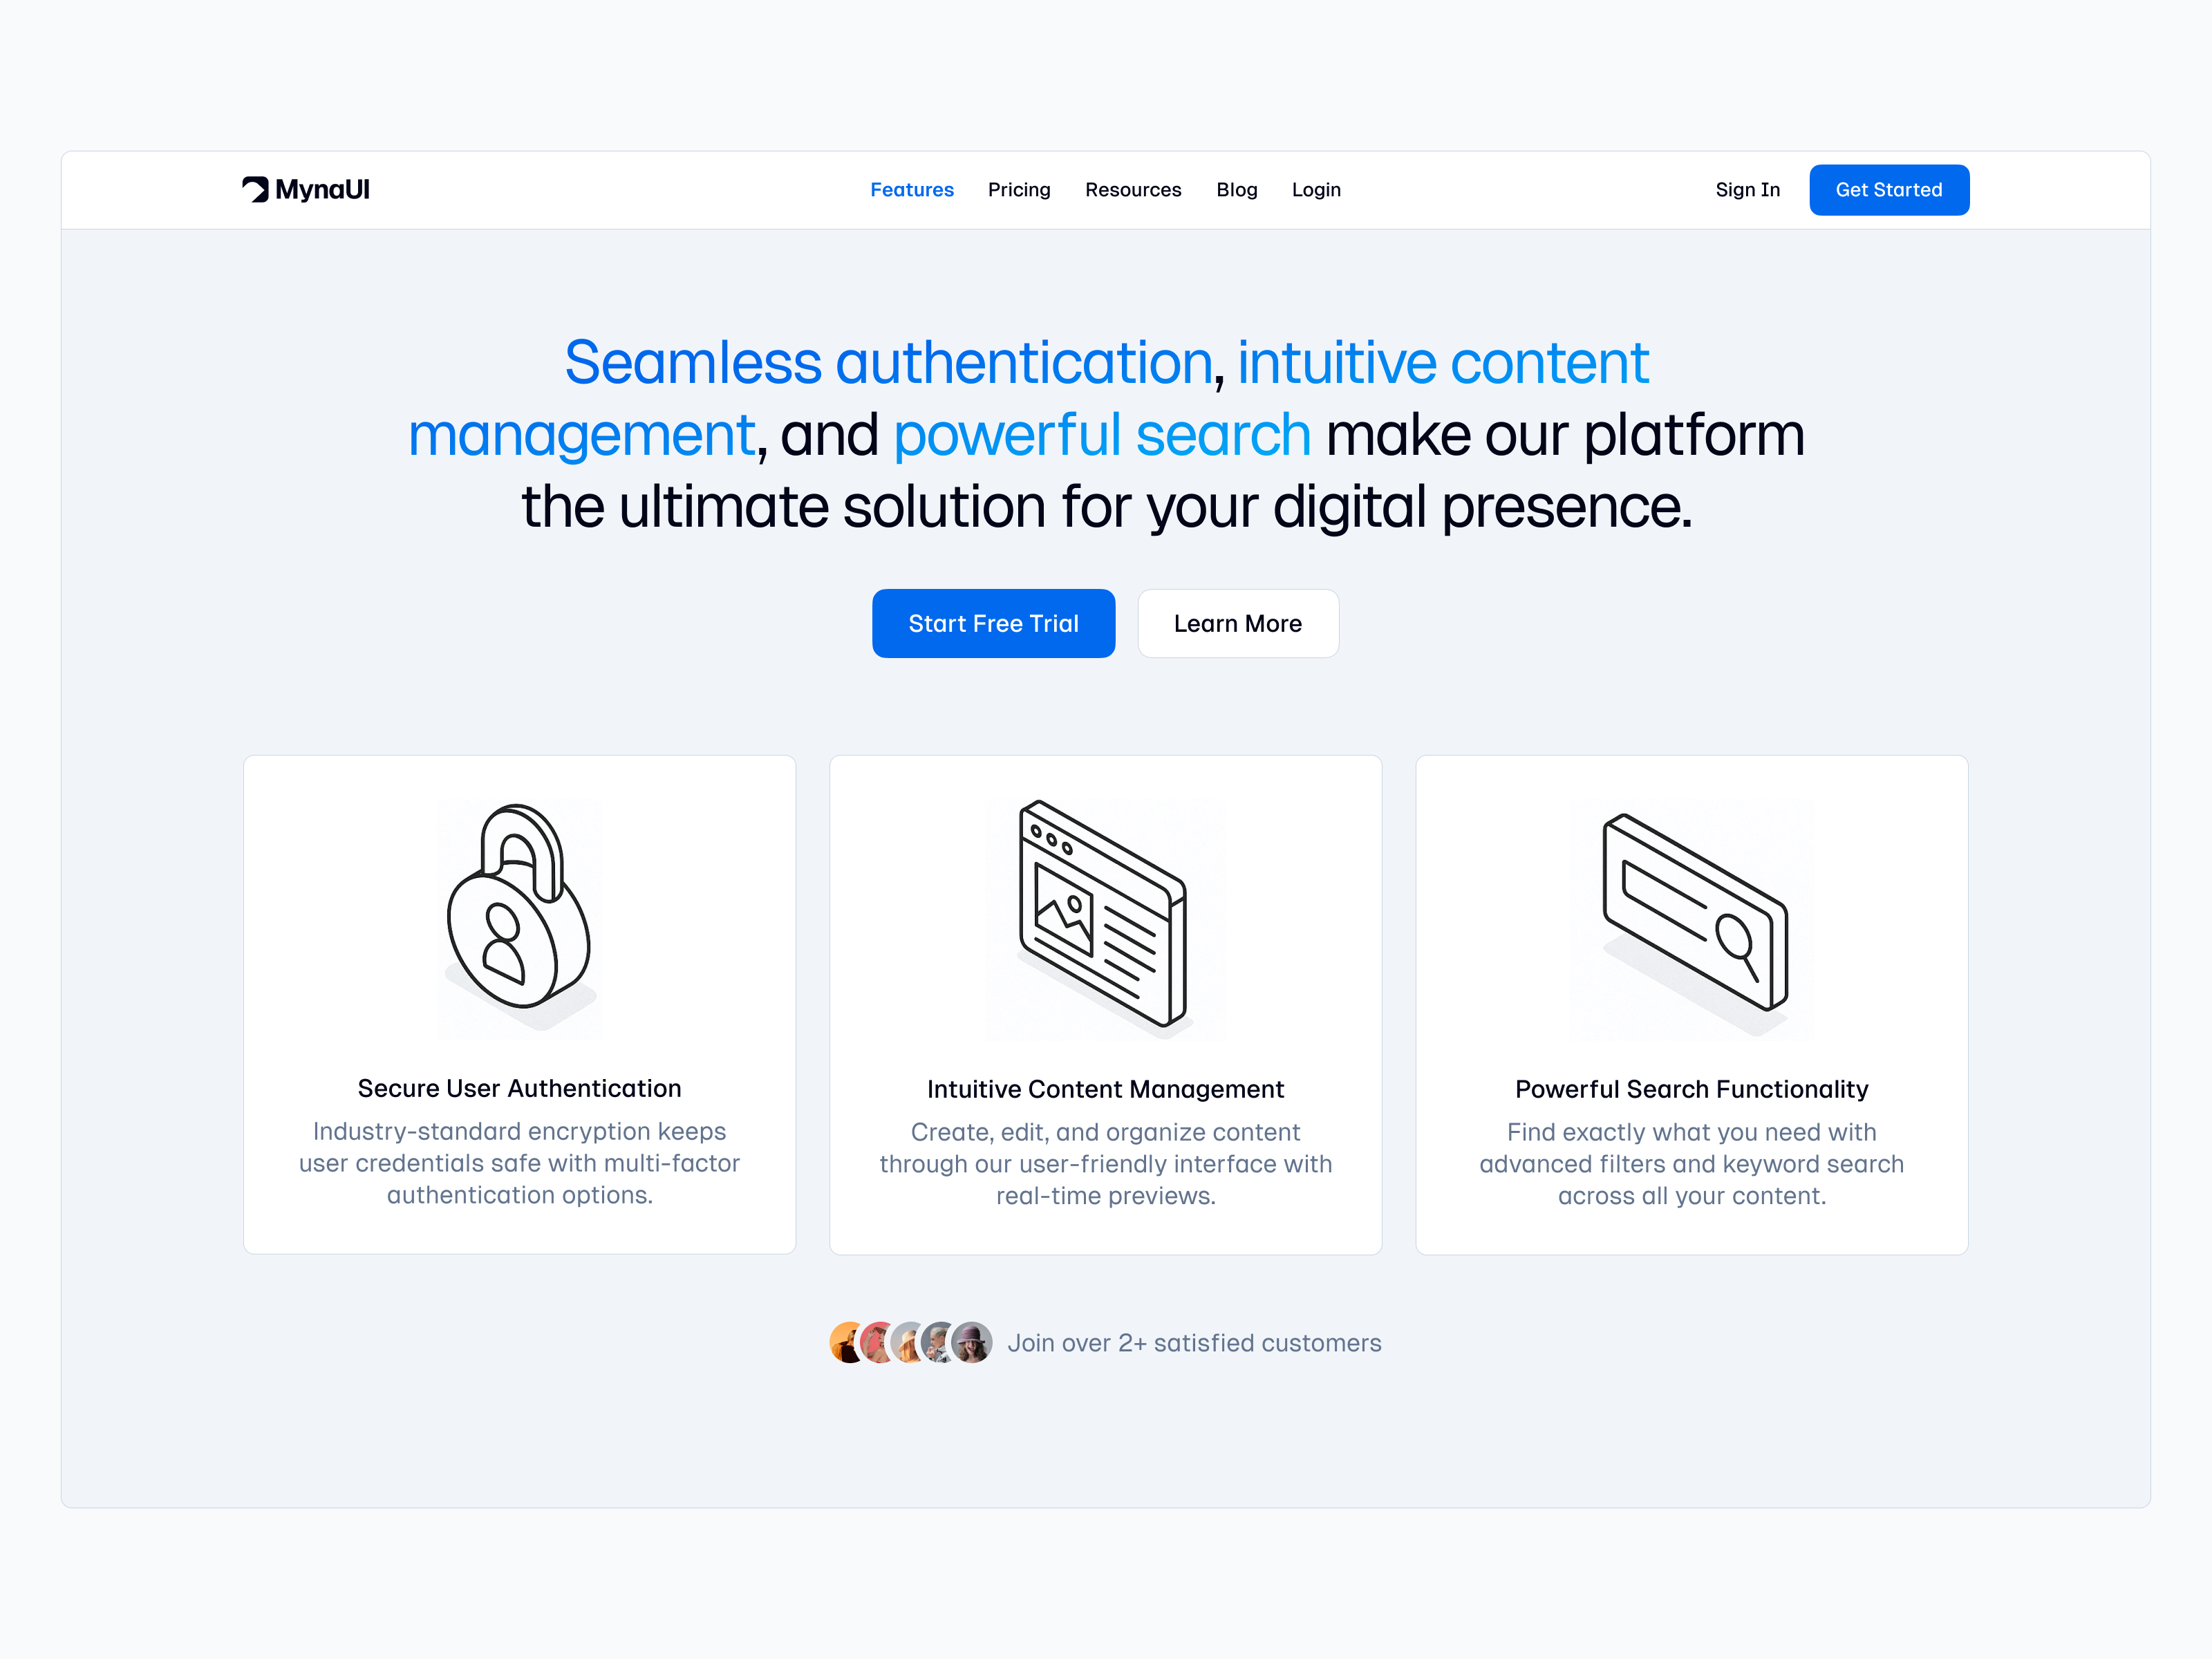 MynaUI
Features Pricing Resources Blog Login
Sign In Get Started
Seamless authentication, intuitive content
management, and powerful search make our platform
the ultimate solution for your digital presence.
Start Free Trial Learn More
Secure User Authentication
Industry-standard encryption keeps
user credentials safe with multi-factor
authentication options.
Intuitive Content Management
Create, edit, and organize content
through our user-friendly interface with
real-time previews.
Powerful Search Functionality
Find exactly what you need with
advanced filters and keyword search
across all your content.
Join over 2+ satisfied customers